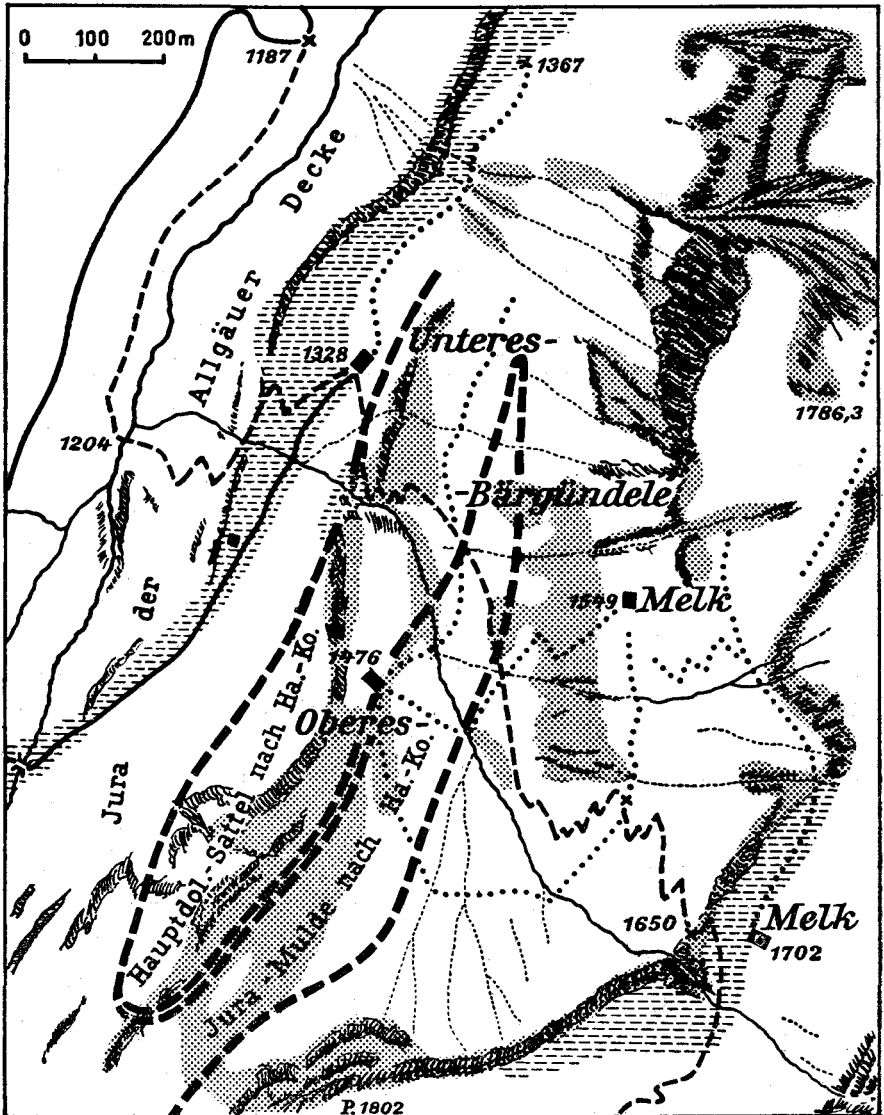 0 100 200 m
1187
1367
Jura der Allgäuer Decke
Unteres-
1328
1786,3
1204
-Bärgündele
1549 Melk
1476
Oberes-
Hauptdol.-Sattel nach Ha.-Ko.
Jura-Mulde nach Ha.-Ko.
1650
Melk
1702
P. 1802